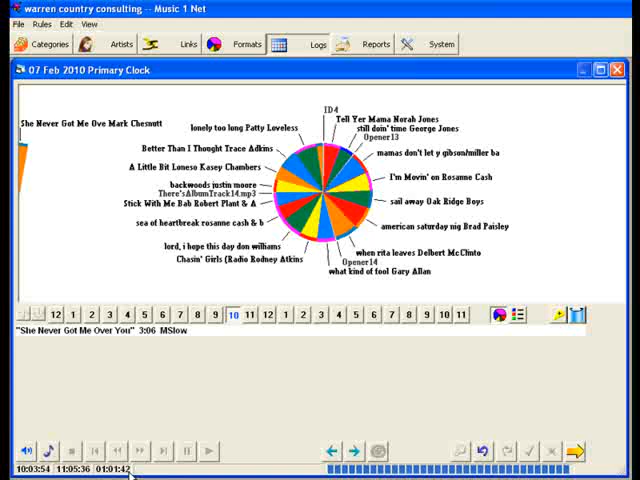 warren country consulting -- Music 1 Net
File Rules Edit View
Categories Artists Links Formats Logs Reports System
07 Feb 2010 Primary Clock
ID4
She Never Got Me Ove Mark Chesnutt
Tell Yer Mama Norah Jones
lonely too long Patty Loveless
still doin' time George Jones
Opener13
Better Than I Thought Trace Adkins
mamas don't let y gibson/miller ba
A Little Bit Loneso Kasey Chambers
I'm Movin' on Rosanne Cash
backwoods justin moore
There'sAlbumTrack14.mp3
Stick With Me Bab Robert Plant & A
sail away Oak Ridge Boys
sea of heartbreak rosanne cash & b
american saturday nig Brad Paisley
lord, i hope this day don williams
when rita leaves Delbert McClinto
Chasin' Girls (Radio Rodney Atkins
Opener14
what kind of fool Gary Allan
12 1 2 3 4 5 6 7 8 9 10 11 12 1 2 3 4 5 6 7 8 9 10 11
"She Never Got Me Over You" 3:06 MSlow
10:03:54 11:05:36 01:01:42